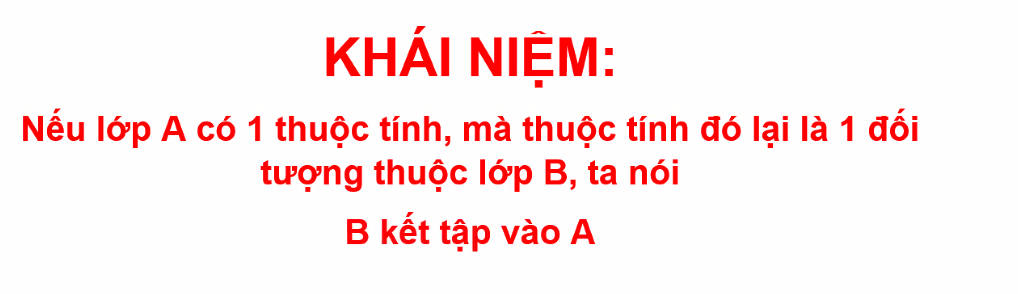 KHÁI NIỆM:
Nếu lớp A có 1 thuộc tính, mà thuộc tính đó lại là 1 đối
tượng thuộc lớp B, ta nói
B kết tập vào A